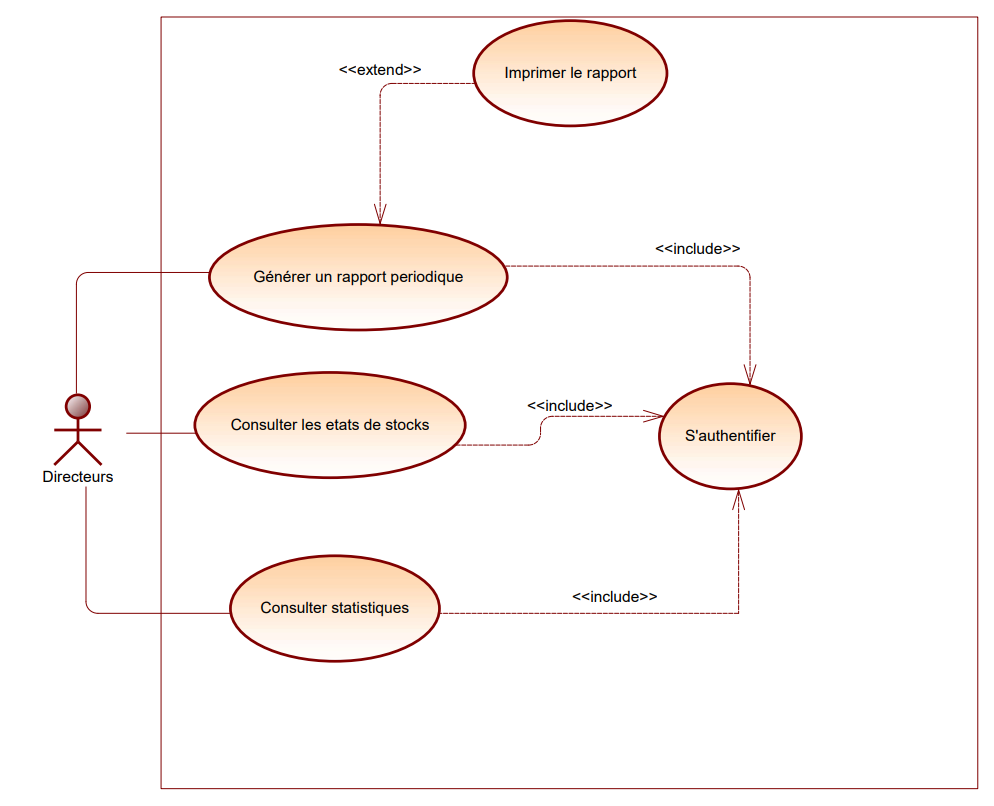 Imprimer le rapport
<<extend>>
<<include>>
Générer un rapport periodique
<<include>>
Consulter les etats de stocks
S'authentifier
Directeurs
<<include>>
Consulter statistiques